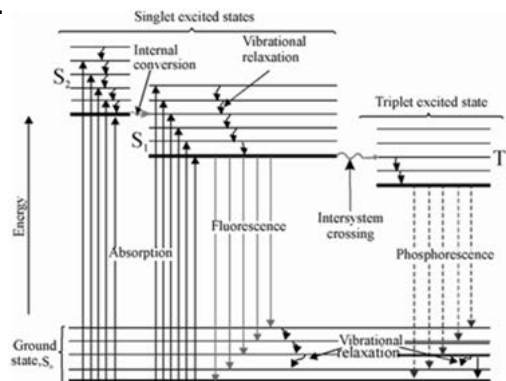 Singlet excited states
Internal
conversion
Vibrational
relaxation
S2
Triplet excited state
S1
T
Energy
Absorption
Fluorescence
Intersystem
crossing
Phosphorescence
Ground
state,So
Vibrational
relaxation